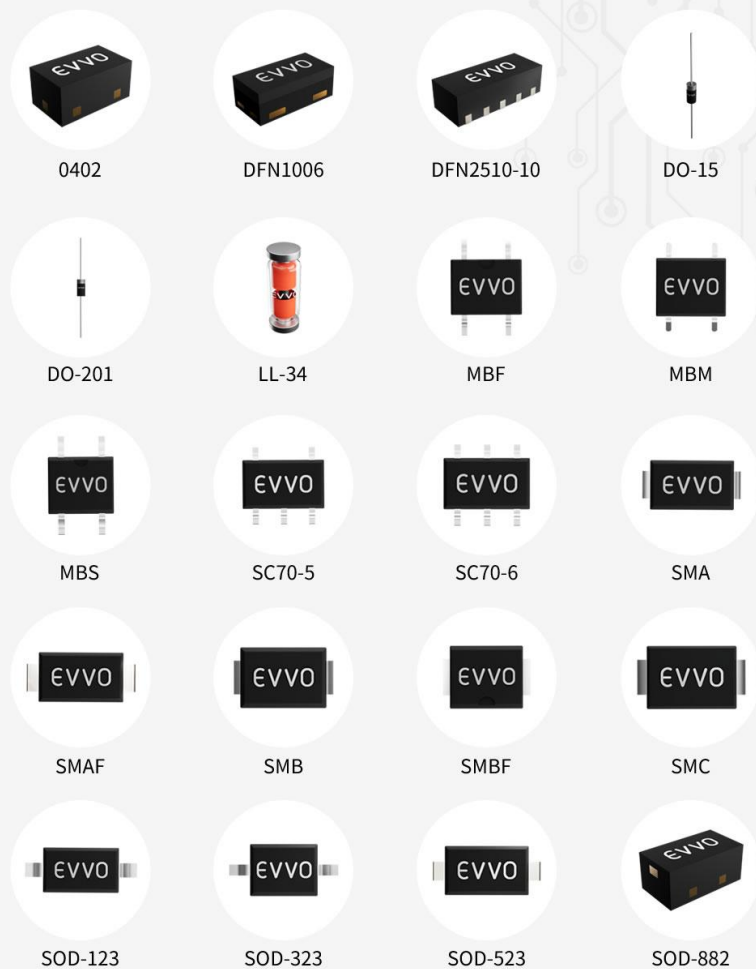 EVVO EVVO EVVO
0402 DFN1006 DFN2510-10 DO-15
EVVO EVVO EVVO
DO-201 LL-34 MBF MBM
EVVO EVVO EVVO EVVO
MBS SC70-5 SC70-6 SMA
EVVO EVVO EVVO EVVO
SMAF SMB SMBF SMC
EVVO EVVO EVVO EVVO
SOD-123 SOD-323 SOD-523 SOD-882